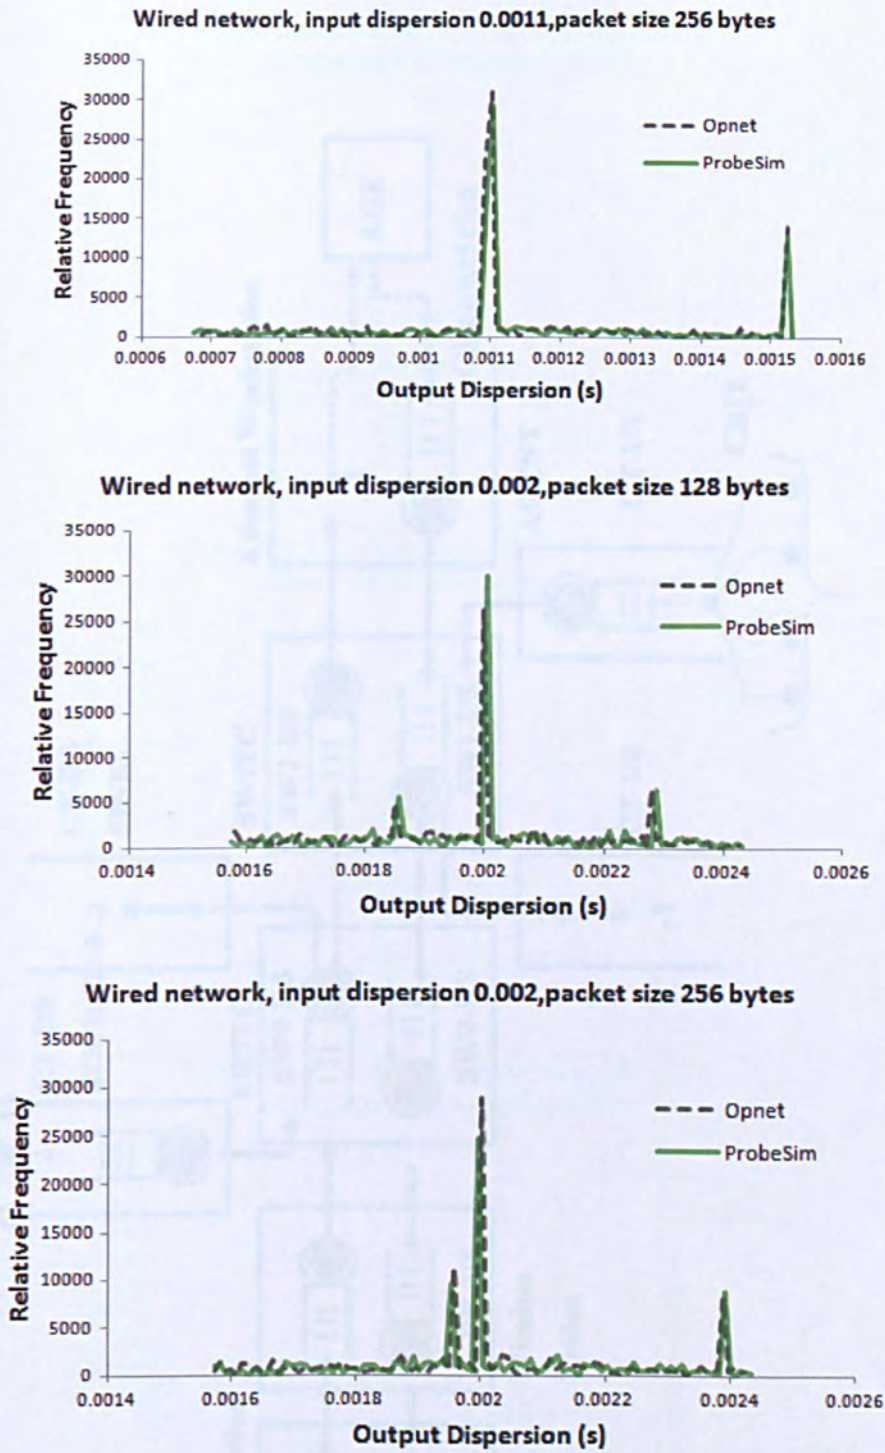 Wired network, input dispersion 0.0011,packet size 256 bytes
35000
30000
25000
20000
15000
10000
5000
0
Relative Frequency
Opnet
ProbeSim
0.0006 0.0007 0.0008 0.0009 0.001 0.0011 0.0012 0.0013 0.0014 0.0015 0.0016
Output Dispersion (s)
Wired network, input dispersion 0.002,packet size 128 bytes
35000
30000
25000
20000
15000
10000
5000
0
Relative Frequency
Opnet
ProbeSim
0.0014 0.0016 0.0018 0.002 0.0022 0.0024 0.0026
Output Dispersion (s)
Wired network, input dispersion 0.002,packet size 256 bytes
35000
30000
25000
20000
15000
10000
5000
0
Relative Frequency
Opnet
ProbeSim
0.0014 0.0016 0.0018 0.002 0.0022 0.0024 0.0026
Output Dispersion (s)